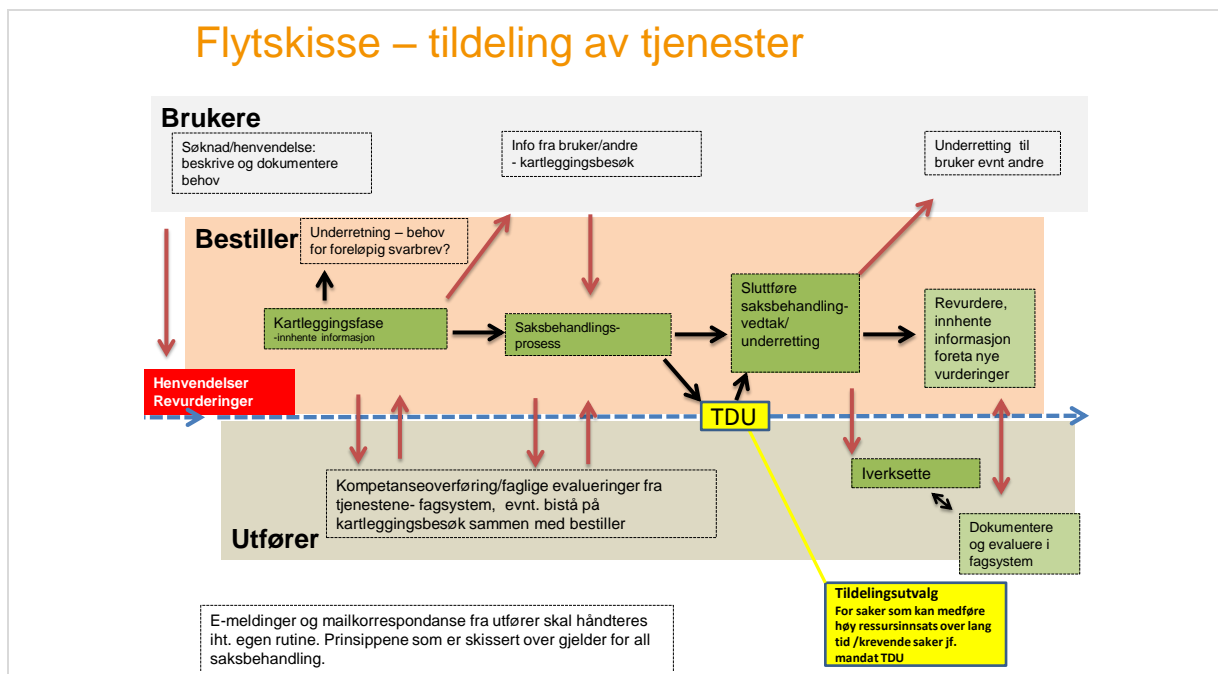 Flytskisse – tildeling av tjenester
Brukere
Søknad/henvendelse:
beskrive og dokumentere
behov
Info fra bruker/andre
- kartleggingsbesøk
Underretting til
bruker evnt andre
Bestiller
Underretning – behov
for foreløpig svarbrev?
Kartleggingsfase
-innhente informasjon
Saksbehandlings-
prosess
Sluttføre
saksbehandling-
vedtak/
underretting
Revurdere,
innhente
informasjon
foreta nye
vurderinger
Henvendelser
Revurderinger
TDU
Kompetanseoverføring/faglige evalueringer fra
tjenestene- fagsystem, evnt. bistå på
kartleggingsbesøk sammen med bestiller
Iverksette
Utfører
Dokumentere
og evaluere i
fagsystem
Tildelingsutvalg
For saker som kan medføre
høy ressursinnsats over lang
tid /krevende saker jf.
mandat TDU
E-meldinger og mailkorrespondanse fra utfører skal håndteres
iht. egen rutine. Prinsippene som er skissert over gjelder for all
saksbehandling.